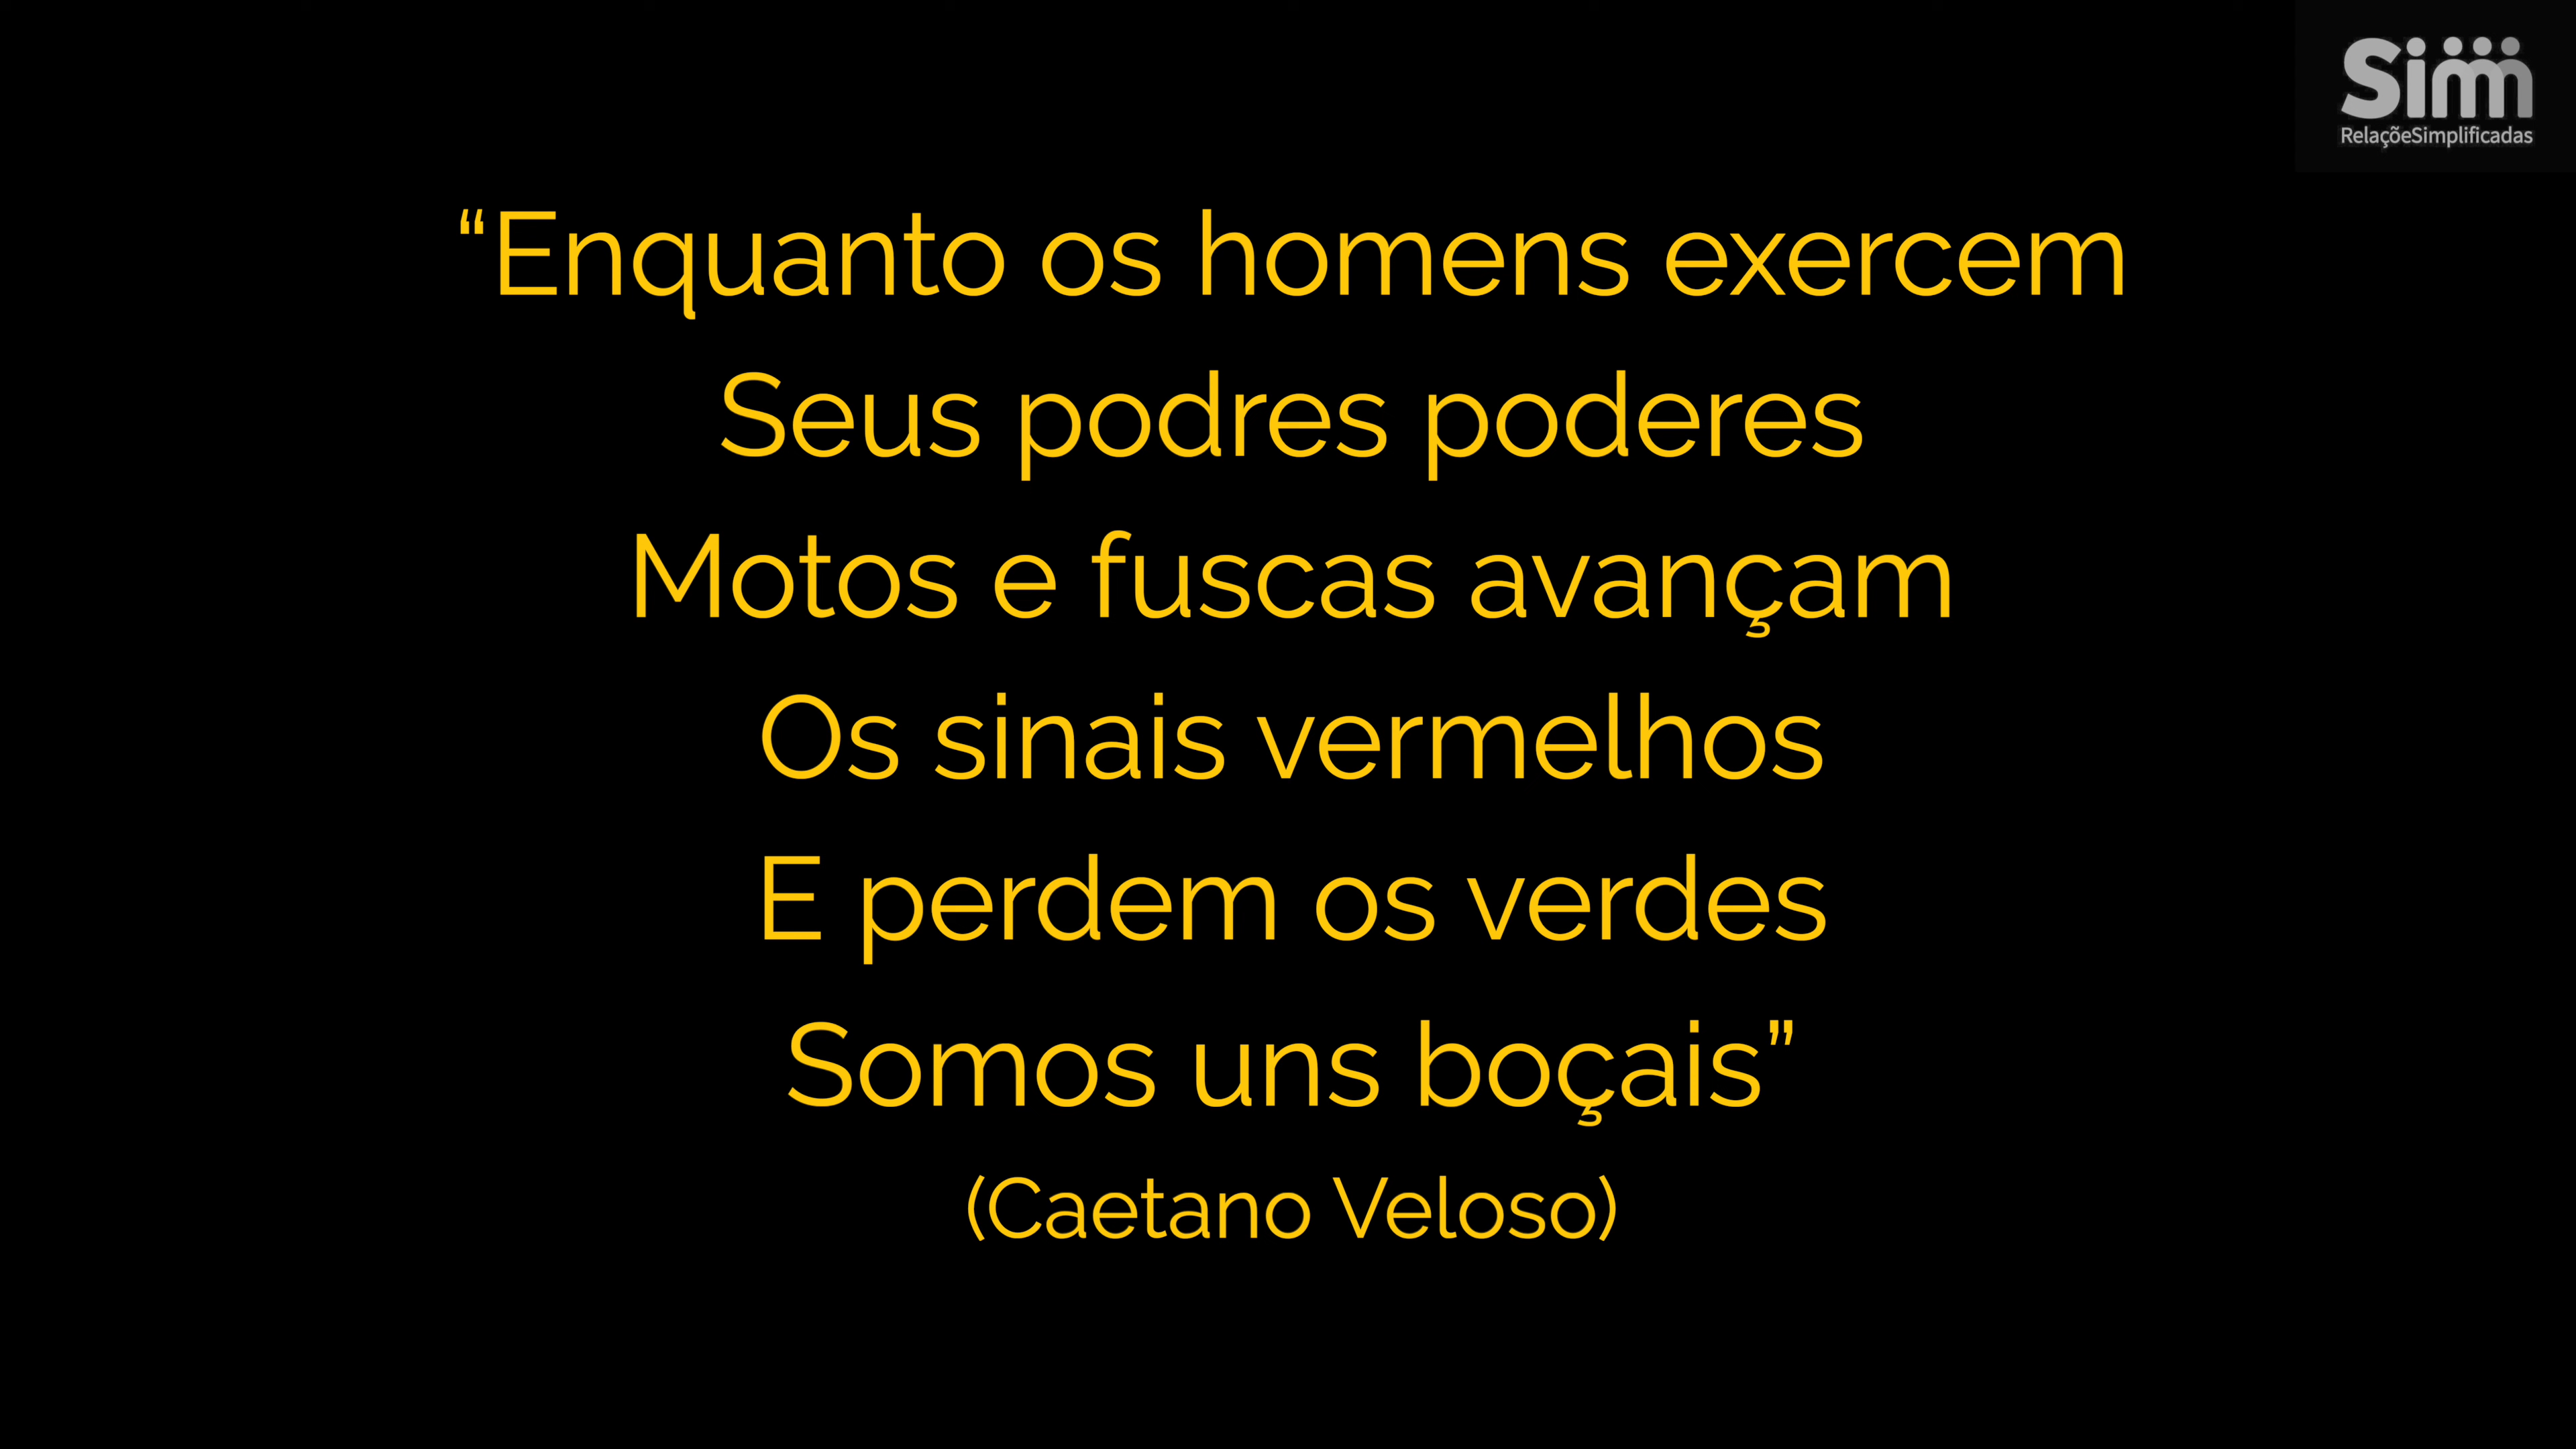 Simm
RelaçõeSimplificadas
“Enquanto os homens exercem
Seus podres poderes
Motos e fuscas avançam
Os sinais vermelhos
E perdem os verdes
Somos uns boçais”
(Caetano Veloso)